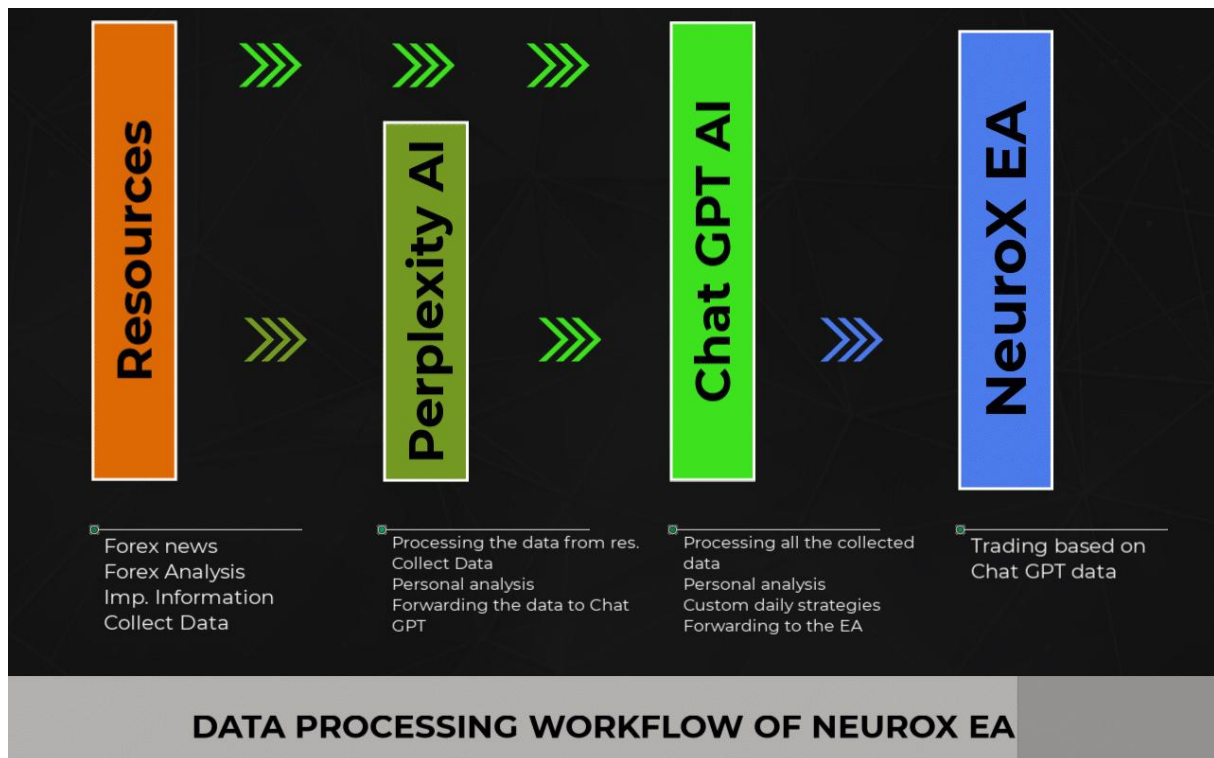 Resources
Perplexity AI
Chat GPT AI
NeuroX EA
Forex news
Forex Analysis
Imp. Information
Collect Data
Processing the data from res.
Collect Data
Personal analysis
Forwarding the data to Chat
GPT
Processing all the collected
data
Personal analysis
Custom daily strategies
Forwarding to the EA
Trading based on
Chat GPT data
DATA PROCESSING WORKFLOW OF NEUROX EA